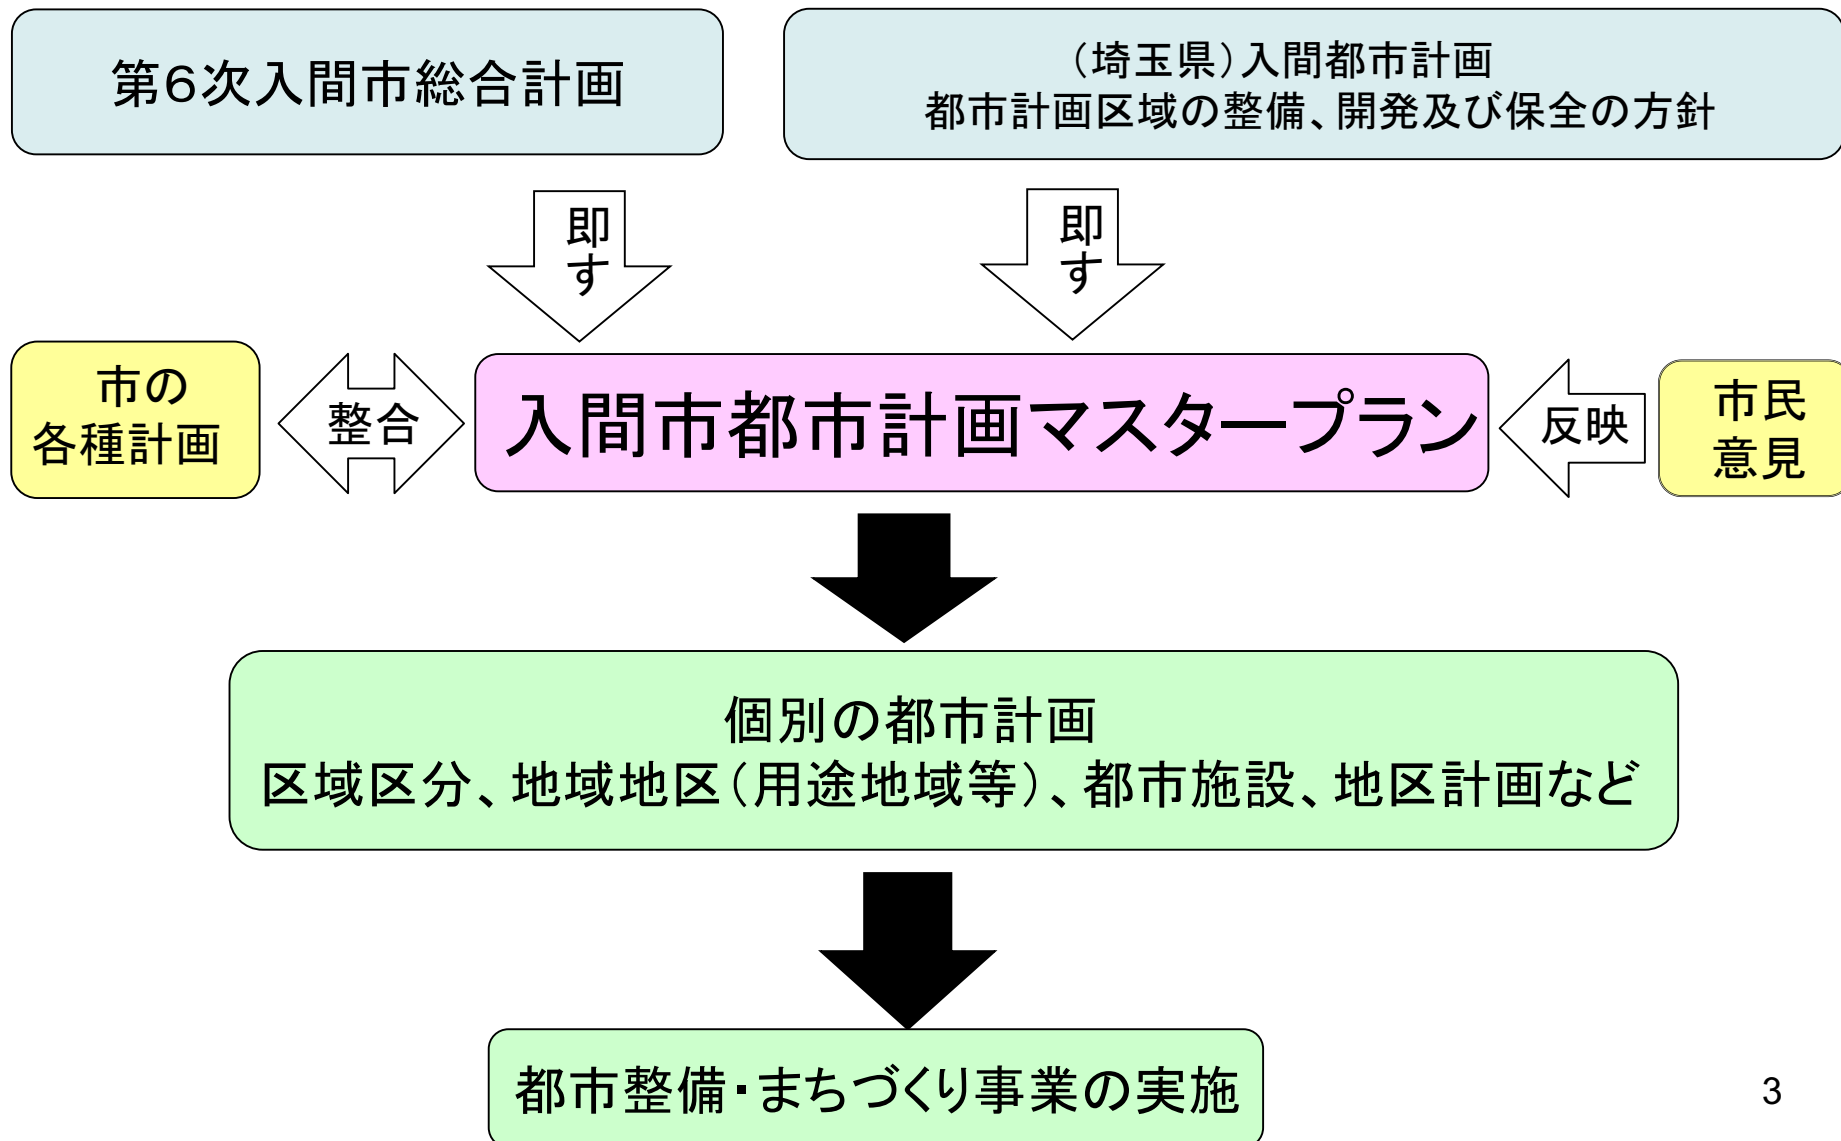 第6次入間市総合計画
（埼玉県）入間都市計画
都市計画区域の整備、開発及び保全の方針
即す
即す
市の
各種計画
整合
入間市都市計画マスタープラン
反映
市民
意見
個別の都市計画
区域区分、地域地区（用途地域等）、都市施設、地区計画など
都市整備・まちづくり事業の実施
3